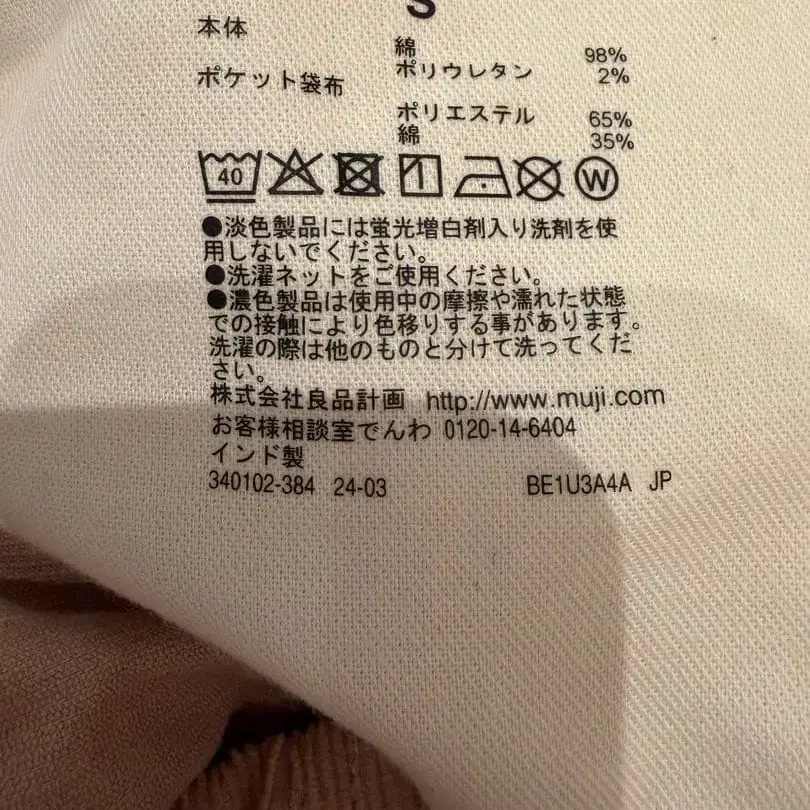 S
本体
綿 98%
ポリウレタン 2%
ポケット袋布
ポリエステル 65%
綿 35%
40 W
●淡色製品には蛍光増白剤入り洗剤を使
用しないでください。
●洗濯ネットをご使用ください。
●濃色製品は使用中の摩擦や濡れた状態
での接触により色移りする事があります。
洗濯の際は他のものと分けて洗ってくだ
さい。
株式会社良品計画 http://www.muji.com
お客様相談室でんわ 0120-14-6404
インド製
340102-384 24-03 BE1U3A4A JP